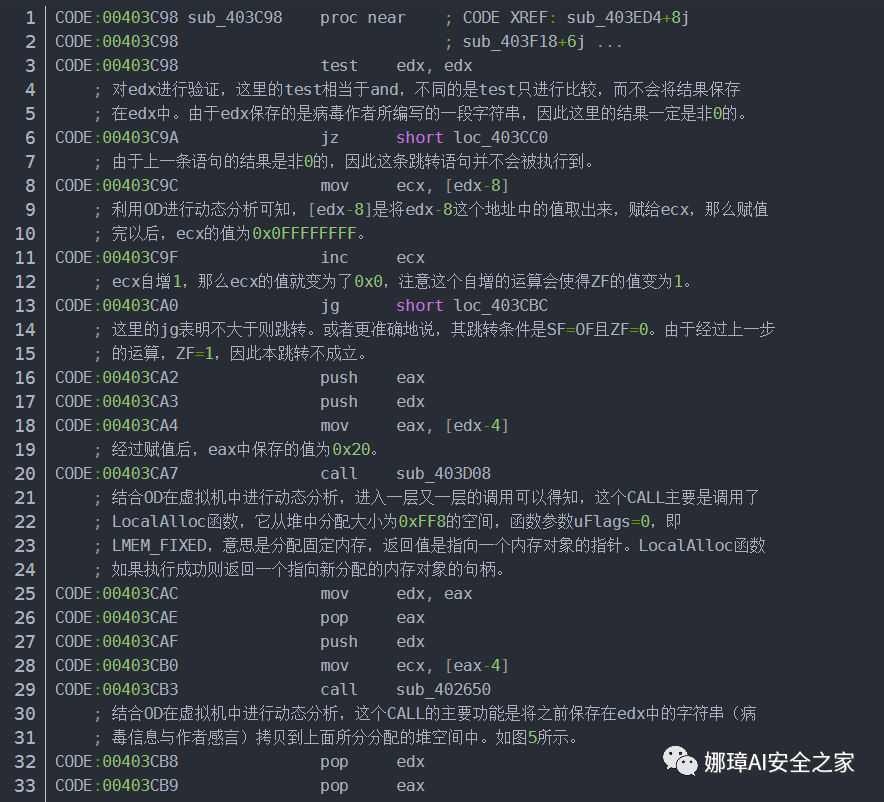 1 CODE:00403C98 sub_403C98 proc near ; CODE XREF: sub_403ED4+8j
2 CODE:00403C98 ; sub_403F18+6j ...
3 CODE:00403C98 test edx, edx
4 ; 对edx进行验证，这里的test相当于and，不同的是test只进行比较，而不会将结果保存
5 ; 在edx中。由于edx保存的是病毒作者所编写的一段字符串，因此这里的结果一定是非0的。
6 CODE:00403C9A jz short loc_403CC0
7 ; 由于上一条语句的结果是非0的，因此这条跳转语句并不会被执行到。
8 CODE:00403C9C mov ecx, [edx-8]
9 ; 利用OD进行动态分析可知，[edx-8]是将edx-8这个地址中的值取出来，赋给ecx，那么赋值
10 ; 完以后，ecx的值为0x0FFFFFFFF。
11 CODE:00403C9F inc ecx
12 ; ecx自增1，那么ecx的值就变为了0x0，注意这个自增的运算会使得ZF的值变为1。
13 CODE:00403CA0 jg short loc_403CBC
14 ; 这里的jg表明不大于则跳转。或者更准确地说，其跳转条件是SF=OF且ZF=0。由于经过上一步
15 ; 的运算，ZF=1，因此本跳转不成立。
16 CODE:00403CA2 push eax
17 CODE:00403CA3 push edx
18 CODE:00403CA4 mov eax, [edx-4]
19 ; 经过赋值后，eax中保存的值为0x20。
20 CODE:00403CA7 call sub_403D08
21 ; 结合OD在虚拟机中进行动态分析，进入一层又一层的调用可以得知，这个CALL主要是调用了
22 ; LocalAlloc函数，它从堆中分配大小为0xFF8的空间，函数参数uFlags=0，即
23 ; LMEM_FIXED，意思是分配固定内存，返回值是指向一个内存对象的指针。LocalAlloc函数
24 ; 如果执行成功则返回一个指向新分配的内存对象的句柄。
25 CODE:00403CAC mov edx, eax
26 CODE:00403CAE pop eax
27 CODE:00403CAF push edx
28 CODE:00403CB0 mov ecx, [eax-4]
29 CODE:00403CB3 call sub_402650
30 ; 结合OD在虚拟机中进行动态分析，这个CALL的主要功能是将之前保存在edx中的字符串（病
31 ; 毒信息与作者感言）拷贝到上面所分分配的堆空间中。如图5所示。
32 CODE:00403CB8 pop edx
33 CODE:00403CB9 pop eax
娜璋AI安全之家